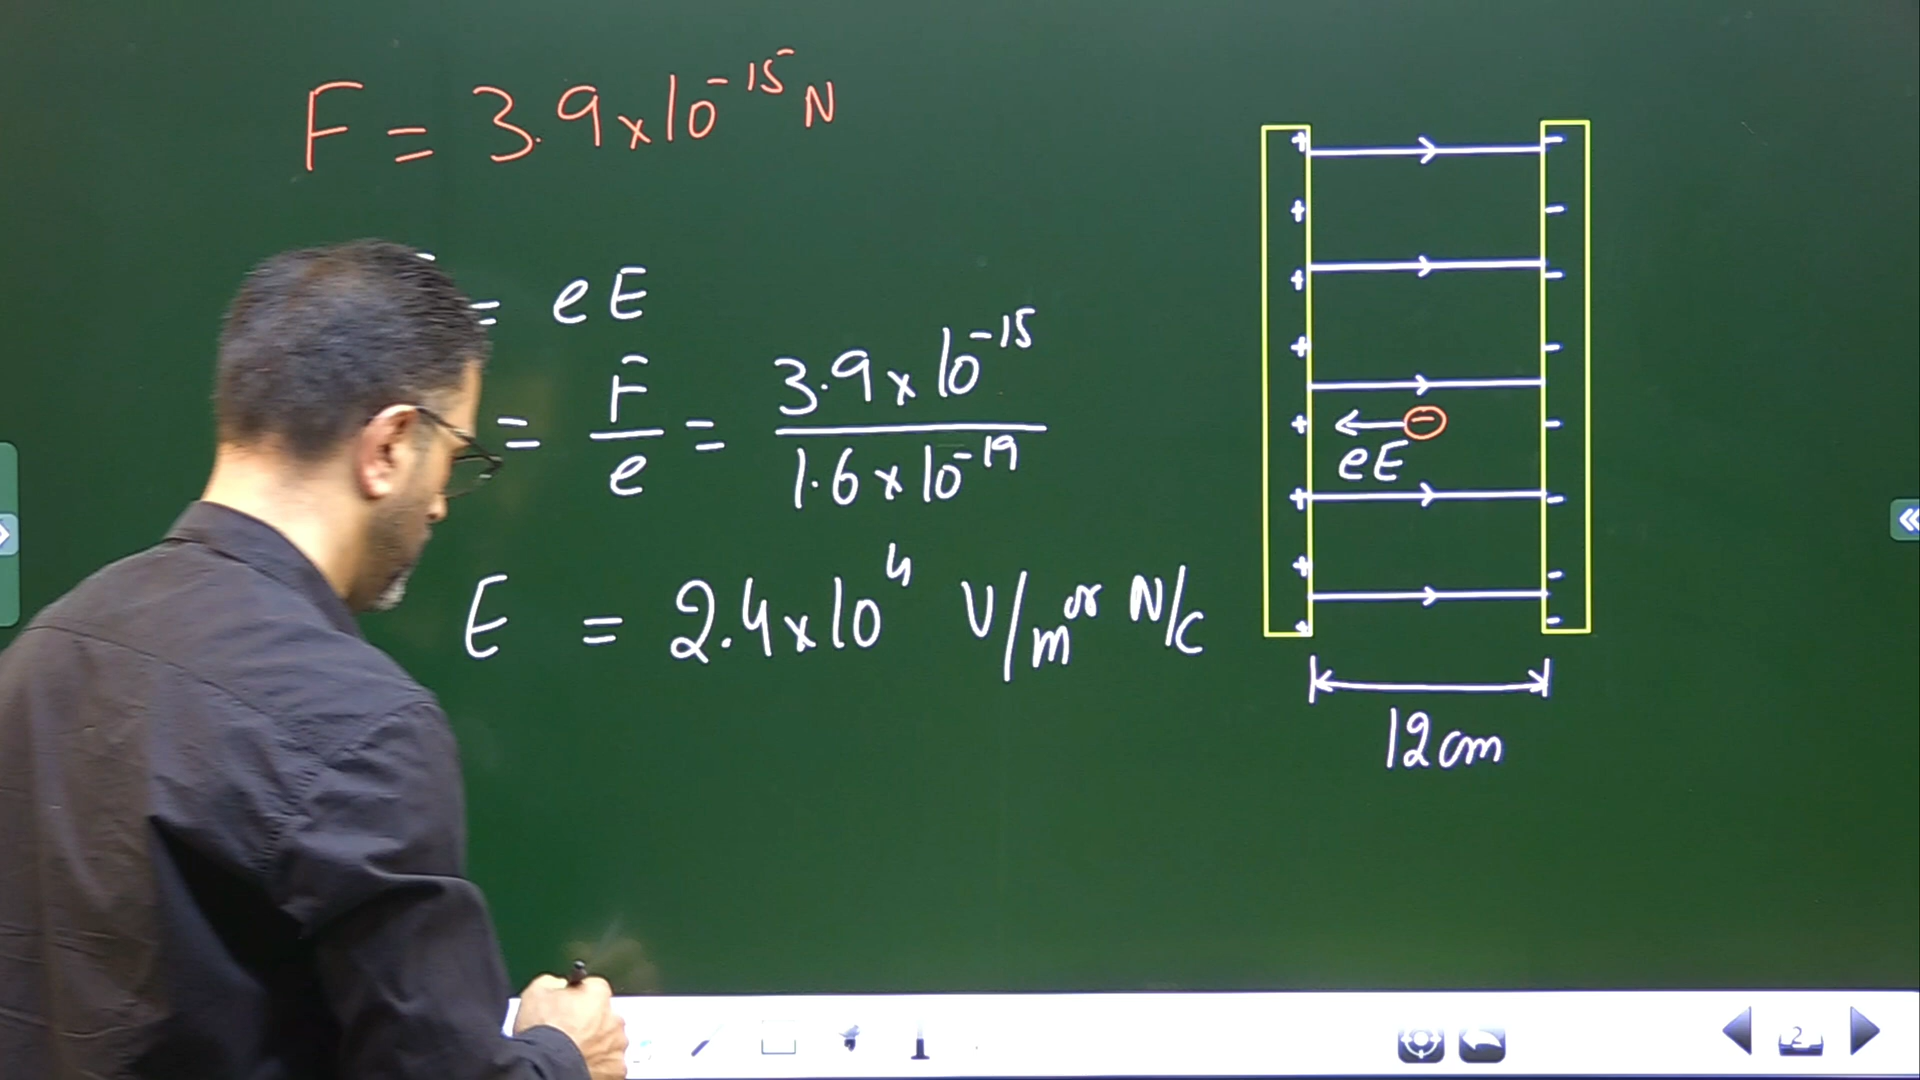 F = 3.9×10⁻¹⁵ N
= eE
= F/e = 3.9×10⁻¹⁵ / 1.6×10⁻¹⁹
E = 2.4×10⁴ V/m or N/C
+ −
+ −
+ −
+ −
+ − −
eE
+ −
+ −
+ −
12cm
2